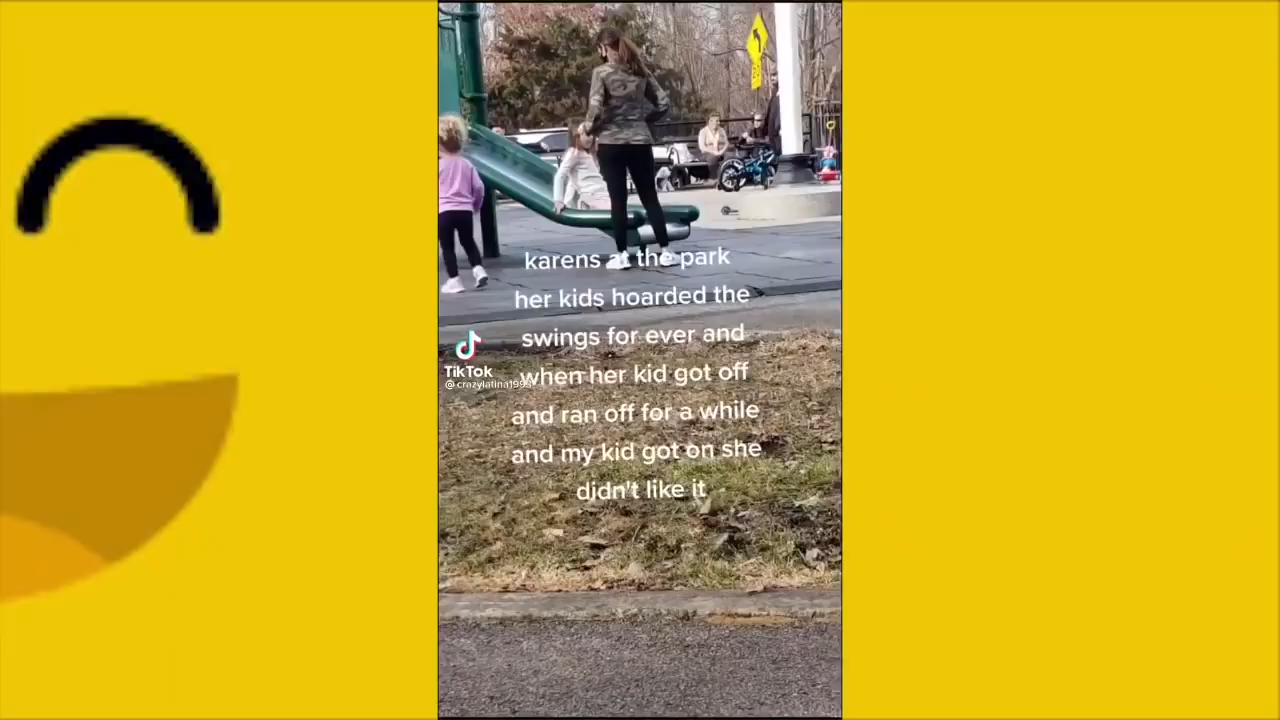 karens at the park
her kids hoarded the
swings for ever and
when her kid got off
and ran off for a while
and my kid got on she
didn't like it
TikTok
@crazylatina1993